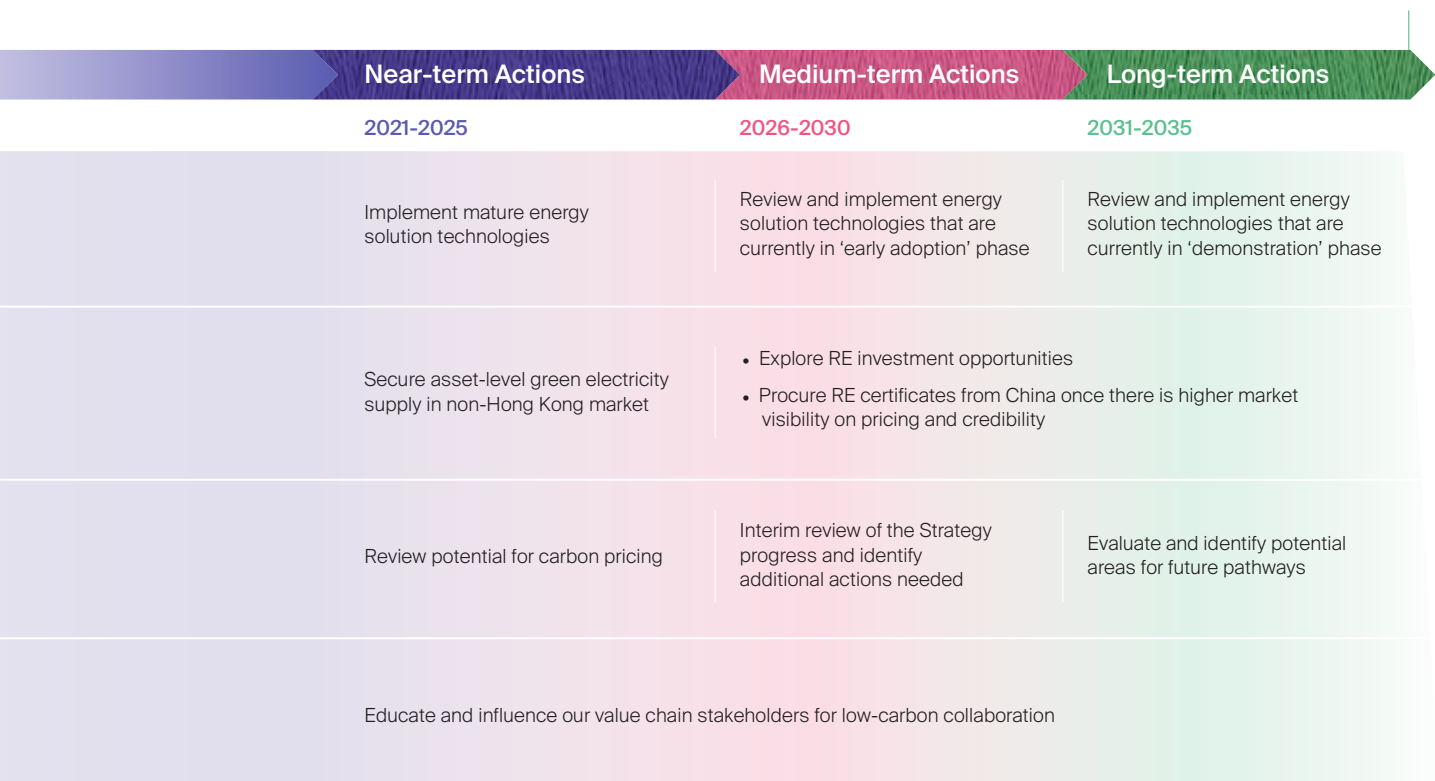 Near-term Actions
Medium-term Actions
Long-term Actions
2021-2025
2026-2030
2031-2035
Implement mature energy
solution technologies
Review and implement energy
solution technologies that are
currently in ‘early adoption’ phase
Review and implement energy
solution technologies that are
currently in ‘demonstration’ phase
Secure asset-level green electricity
supply in non-Hong Kong market
• Explore RE investment opportunities
• Procure RE certificates from China once there is higher market
visibility on pricing and credibility
Review potential for carbon pricing
Interim review of the Strategy
progress and identify
additional actions needed
Evaluate and identify potential
areas for future pathways
Educate and influence our value chain stakeholders for low-carbon collaboration